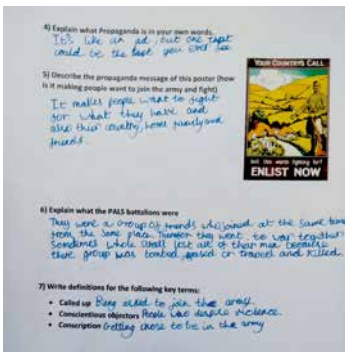 4) Explain what Propaganda is in your own words.
It's like an ad, but one that
could be the last you ever see
5) Describe the propaganda message of this poster (how
is it making people want to join the army and fight)
It makes people want to fight
for what they have and
also their country, home family and
friends.
YOUR COUNTRY'S CALL
Isn't this worth fighting for?
ENLIST NOW
6) Explain what the PALS battalions were
They were a group of friends who joined at the same time
from the same place. Therefore they went to war together
Sometimes whole small lost all of their men because
there group was bombed, gassed or and killed.
7) Write definitions for the following key terms:
• Called up Being asked to join the army.
• Conscientious objectors People who despise violence.
• Conscription Getting chose to be in the army